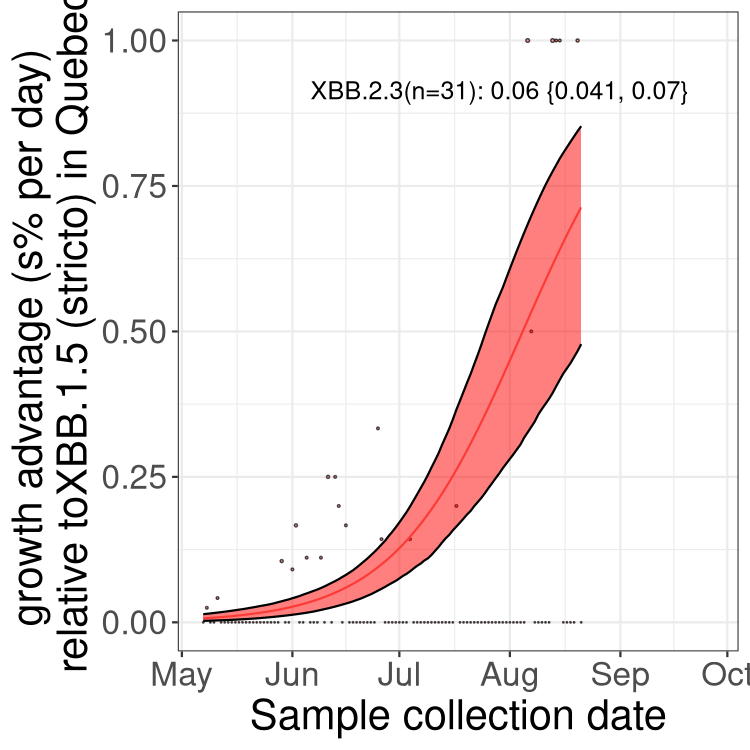 growth advantage (s% per day)
relative toXBB.1.5 (stricto) in Quebec
1.00
0.75
0.50
0.25
0.00
XBB.2.3(n=31): 0.06 {0.041, 0.07}
May Jun Jul Aug Sep Oct
Sample collection date